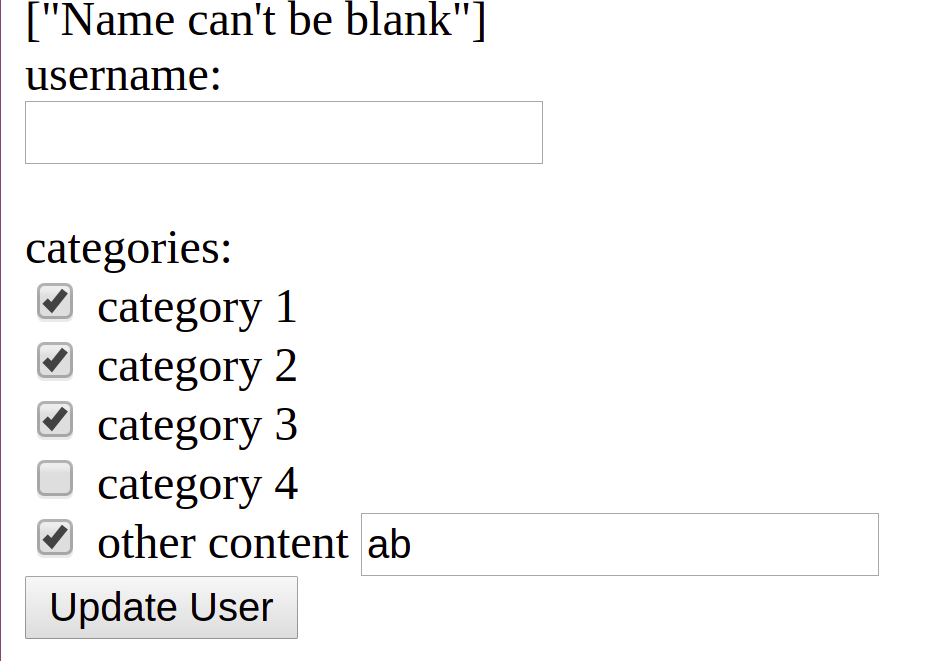 ["Name can't be blank"]
username:
categories:
category 1
category 2
category 3
category 4
other content ab
Update User